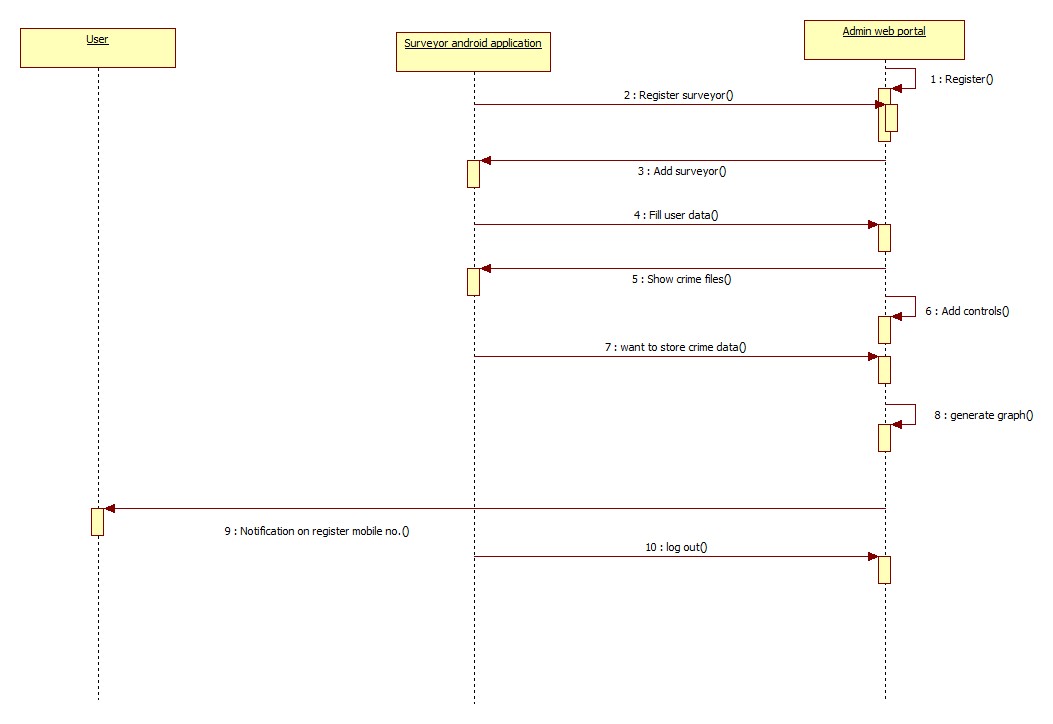 User
Surveyor android application
Admin web portal
1 : Register()
2 : Register surveyor()
3 : Add surveyor()
4 : Fill user data()
5 : Show crime files()
6 : Add controls()
7 : want to store crime data()
8 : generate graph()
9 : Notification on register mobile no.()
10 : log out()